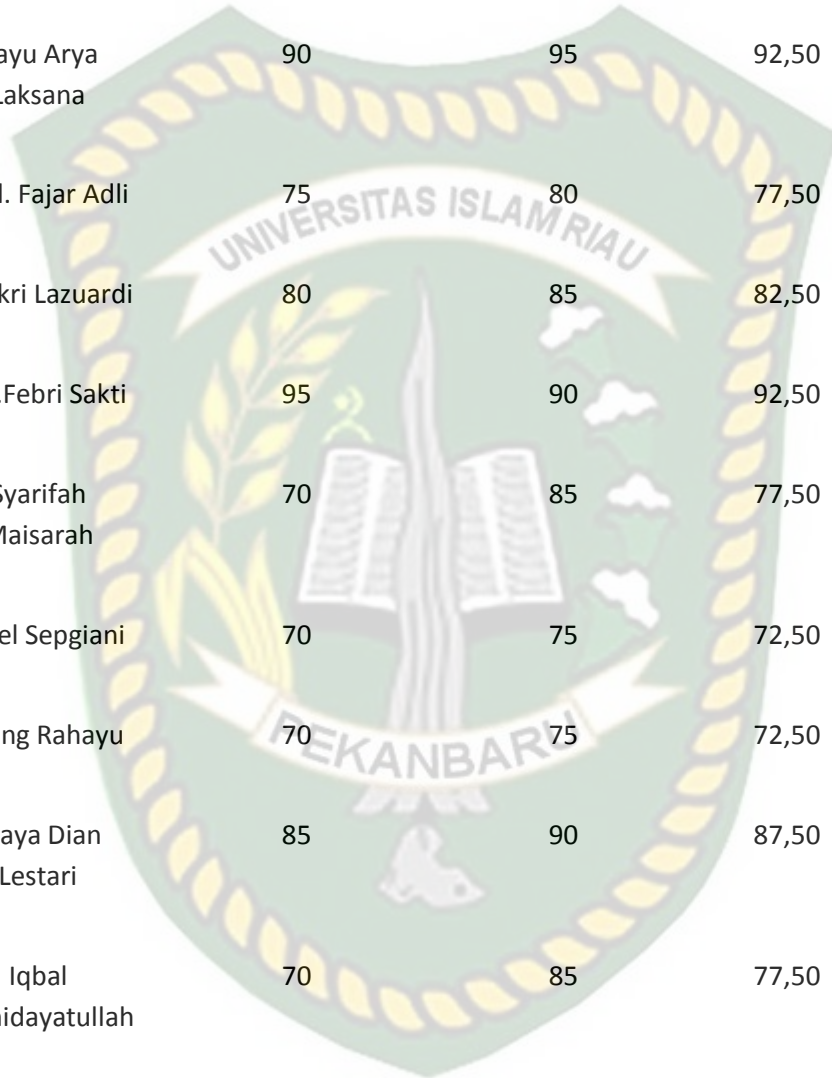 ayu Arya 90 95 92,50
Laksana
UNIVERSITAS ISLAM RIAU
l. Fajar Adli 75 80 77,50
kri Lazuardi 80 85 82,50
.Febri Sakti 95 90 92,50
Syarifah 70 85 77,50
Maisarah
el Sepgiani 70 75 72,50
ng Rahayu 70 75 72,50
PEKANBARU
aya Dian 85 90 87,50
Lestari
Iqbal 70 85 77,50
hidayatullah